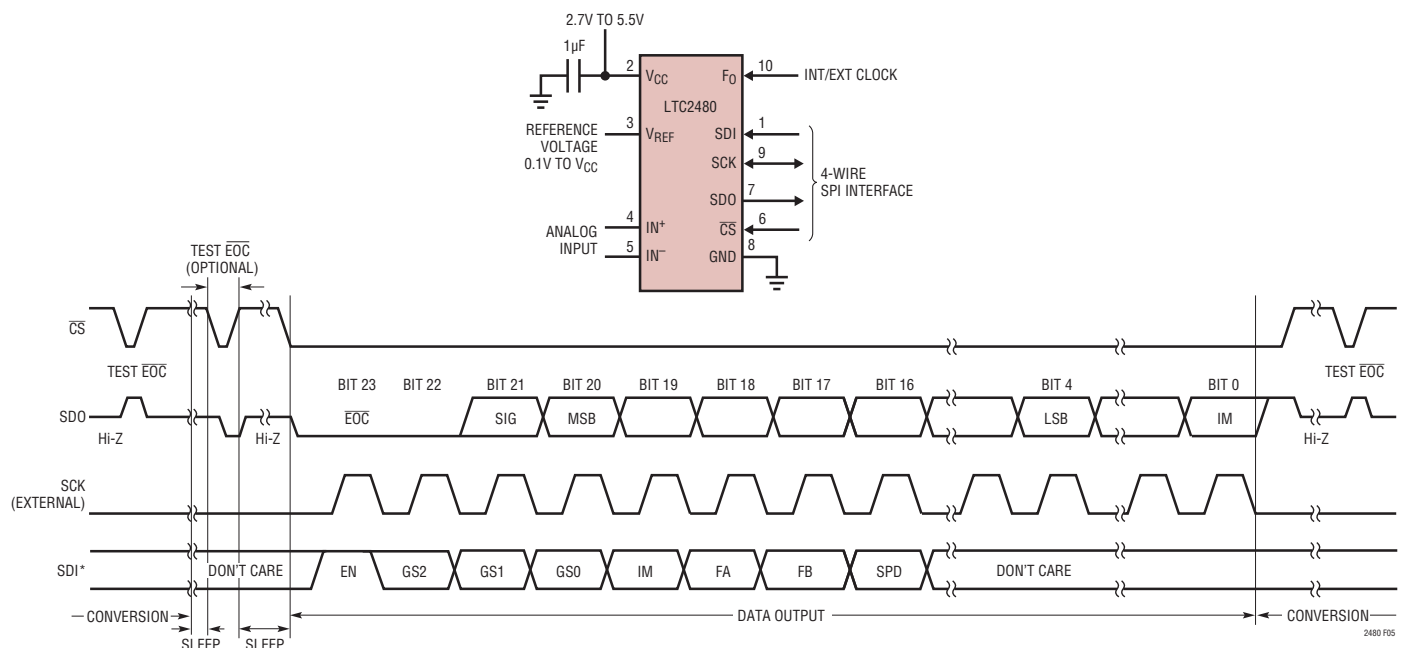 2.7V TO 5.5V
1µF
2
VCC
FO
10
INT/EXT CLOCK
LTC2480
REFERENCE
VOLTAGE
0.1V TO VCC
3
VREF
SDI
1
SCK
9
SDO
7
4-WIRE
SPI INTERFACE
ANALOG
INPUT
4
IN+
5
IN−
CS
6
GND
8
TEST EOC
(OPTIONAL)
CS
TEST EOC
TEST EOC
BIT 23
BIT 22
BIT 21
BIT 20
BIT 19
BIT 18
BIT 17
BIT 16
BIT 4
BIT 0
SDO
EOC
SIG
MSB
LSB
IM
Hi-Z
Hi-Z
Hi-Z
SCK
(EXTERNAL)
SDI*
DON'T CARE
EN
GS2
GS1
GS0
IM
FA
FB
SPD
DON'T CARE
CONVERSION
SLEEP
SLEEP
DATA OUTPUT
CONVERSION
2480 F05